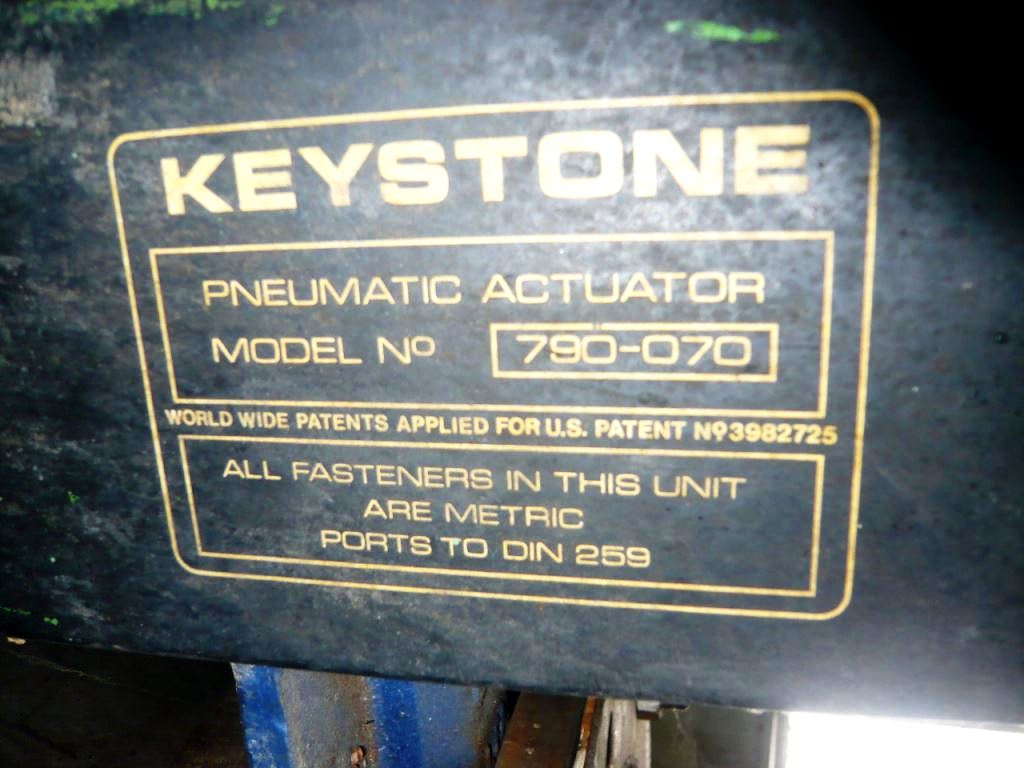 KEYSTONE
PNEUMATIC ACTUATOR
MODEL Nº 790-070
WORLD WIDE PATENTS APPLIED FOR U.S. PATENT Nº3982725
ALL FASTENERS IN THIS UNIT
ARE METRIC
PORTS TO DIN 259